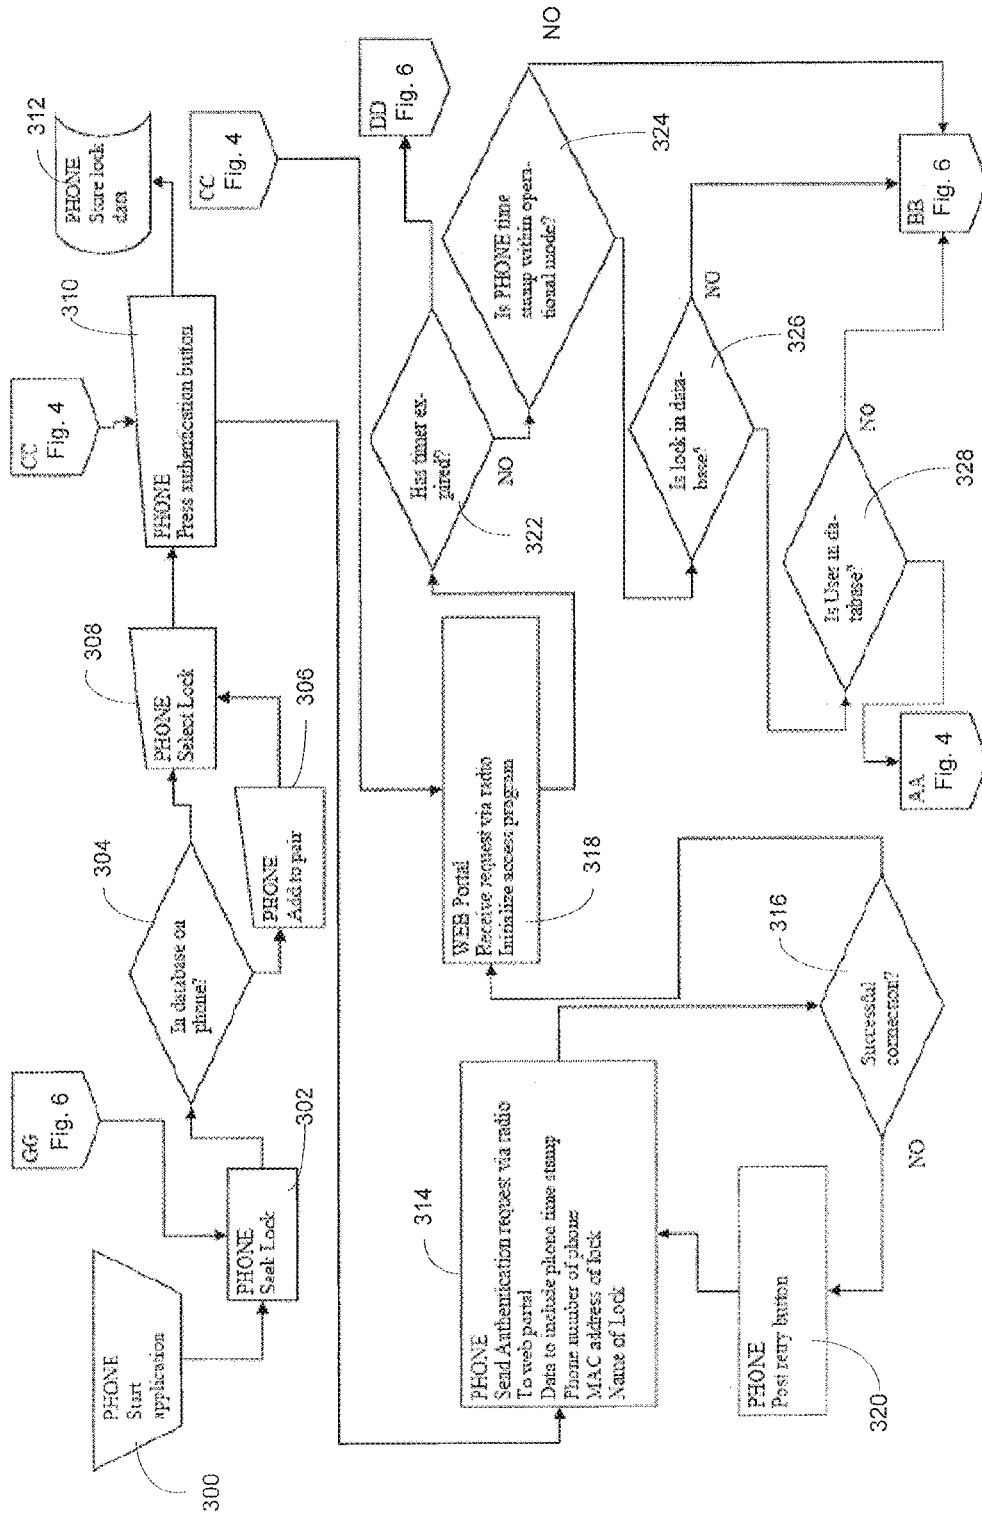 300
PHONE
Start
application
GG
Fig. 6
PHONE
Seek Lock
302
In database on
phone?
304
PHONE
Add to pair
306
PHONE
Select Lock
308
CC
Fig. 4
PHONE
Press authentication button
310
PHONE
Store lock
data
312
CC
Fig. 4
PHONE
Send Authentication request via radio
To web portal
Data to include phone time stamp
Phone number of phone
MAC address of lock
Name of Lock
314
Successful
connection?
316
NO
PHONE
Post retry button
320
WEB Portal
Receive request via radio
Initialize access program
318
Has timer ex-
pired?
322
NO
DD
Fig. 6
Is PHONE time
stamp within opera-
tional mode?
324
NO
Is lock in data-
base?
326
NO
Is User in da-
tabase?
328
NO
AA
Fig. 4
BB
Fig. 6